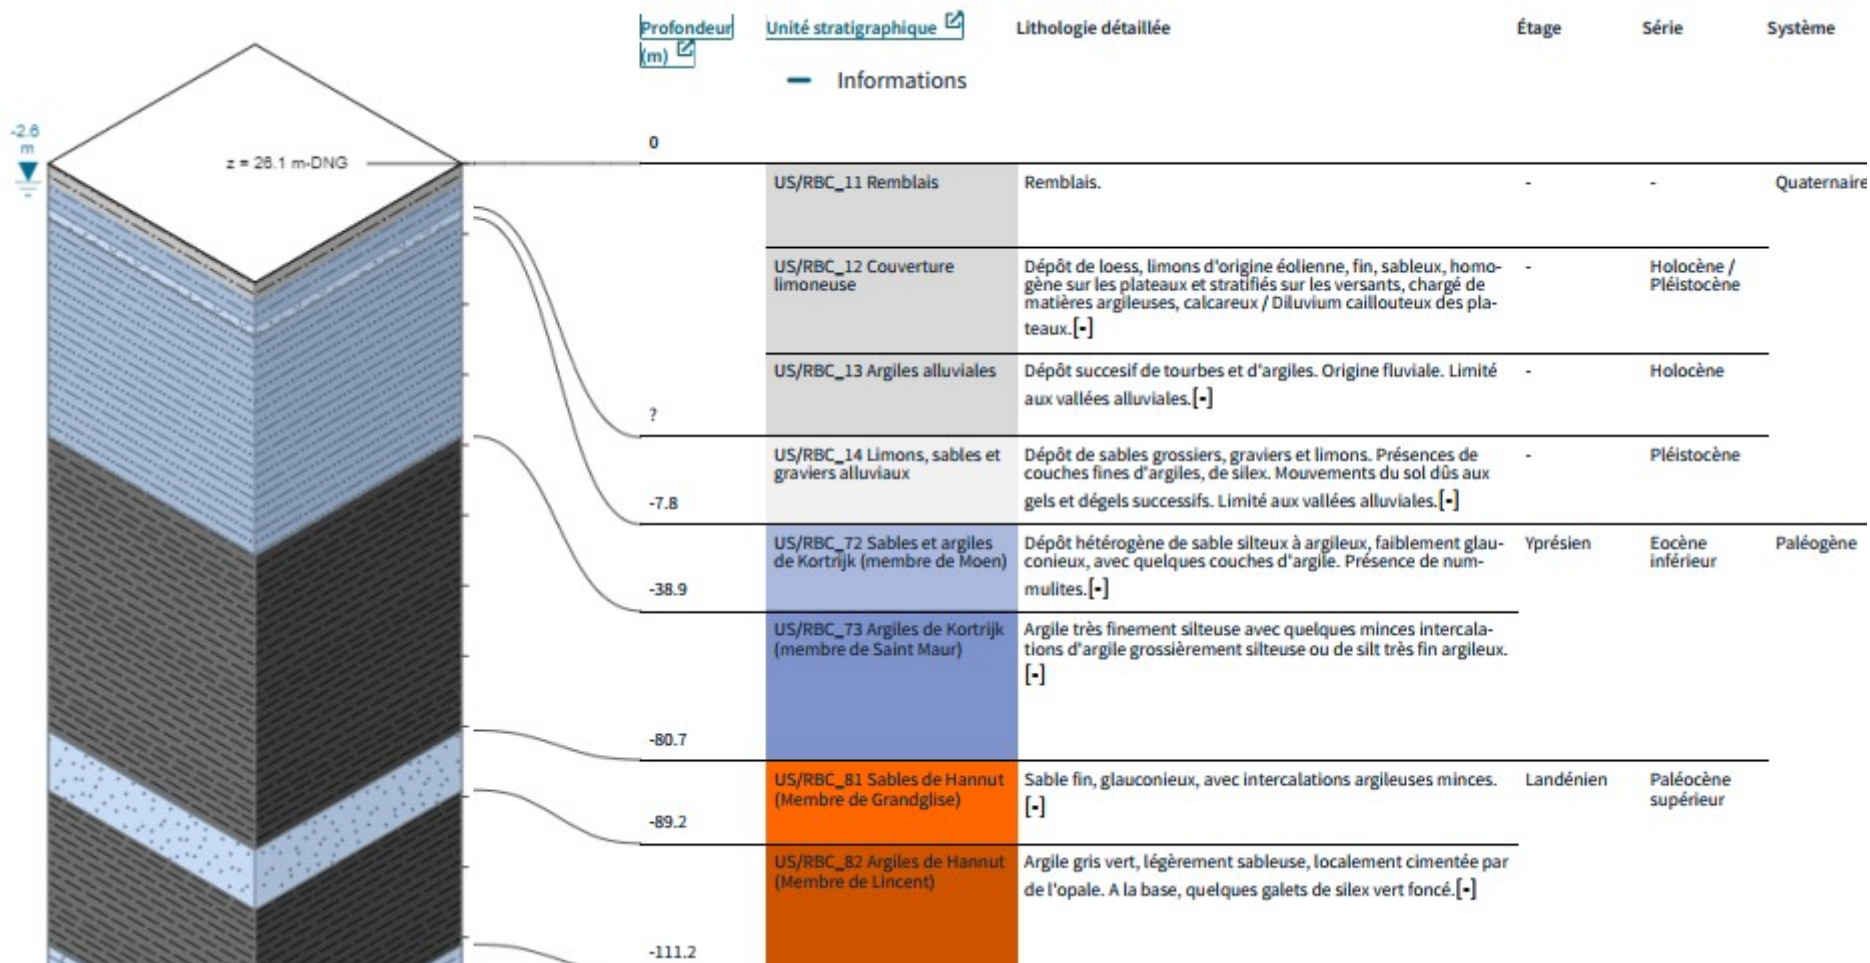 Profondeur
(m)
Unité stratigraphique
Lithologie détaillée
Étage
Série
Système
Informations
-2.6
m
z = 26.1 m-DNG
0
US/RBC_11 Remblais
Remblais.
-
-
Quaternaire
US/RBC_12 Couverture
limoneuse
Dépôt de loess, limons d'origine éolienne, fin, sableux, homo-
gène sur les plateaux et stratifiés sur les versants, chargé de
matières argileuses, calcareux / Diluvium caillouteux des pla-
teaux.[-]
-
Holocène /
Pléistocène
US/RBC_13 Argiles alluviales
Dépôt succesif de tourbes et d'argiles. Origine fluviale. Limité
aux vallées alluviales.[-]
-
Holocène
?
US/RBC_14 Limons, sables et
graviers alluviaux
Dépôt de sables grossiers, graviers et limons. Présences de
couches fines d'argiles, de silex. Mouvements du sol dûs aux
gels et dégels successifs. Limité aux vallées alluviales.[-]
-
Pléistocène
-7.8
US/RBC_72 Sables et argiles
de Kortrijk (membre de Moen)
Dépôt hétérogène de sable silteux à argileux, faiblement glau-
conieux, avec quelques couches d'argile. Présence de num-
mulites.[-]
Yprésien
Eocène
inférieur
Paléogène
-38.9
US/RBC_73 Argiles de Kortrijk
(membre de Saint Maur)
Argile très finement silteuse avec quelques minces intercala-
tions d'argile grossièrement silteuse ou de silt très fin argileux.
[-]
-80.7
US/RBC_81 Sables de Hannut
(Membre de Grandglise)
Sable fin, glauconieux, avec intercalations argileuses minces.
[-]
Landénien
Paléocène
supérieur
-89.2
US/RBC_82 Argiles de Hannut
(Membre de Lincent)
Argile gris vert, légèrement sableuse, localement cimentée par
de l'opale. A la base, quelques galets de silex vert foncé.[-]
-111.2